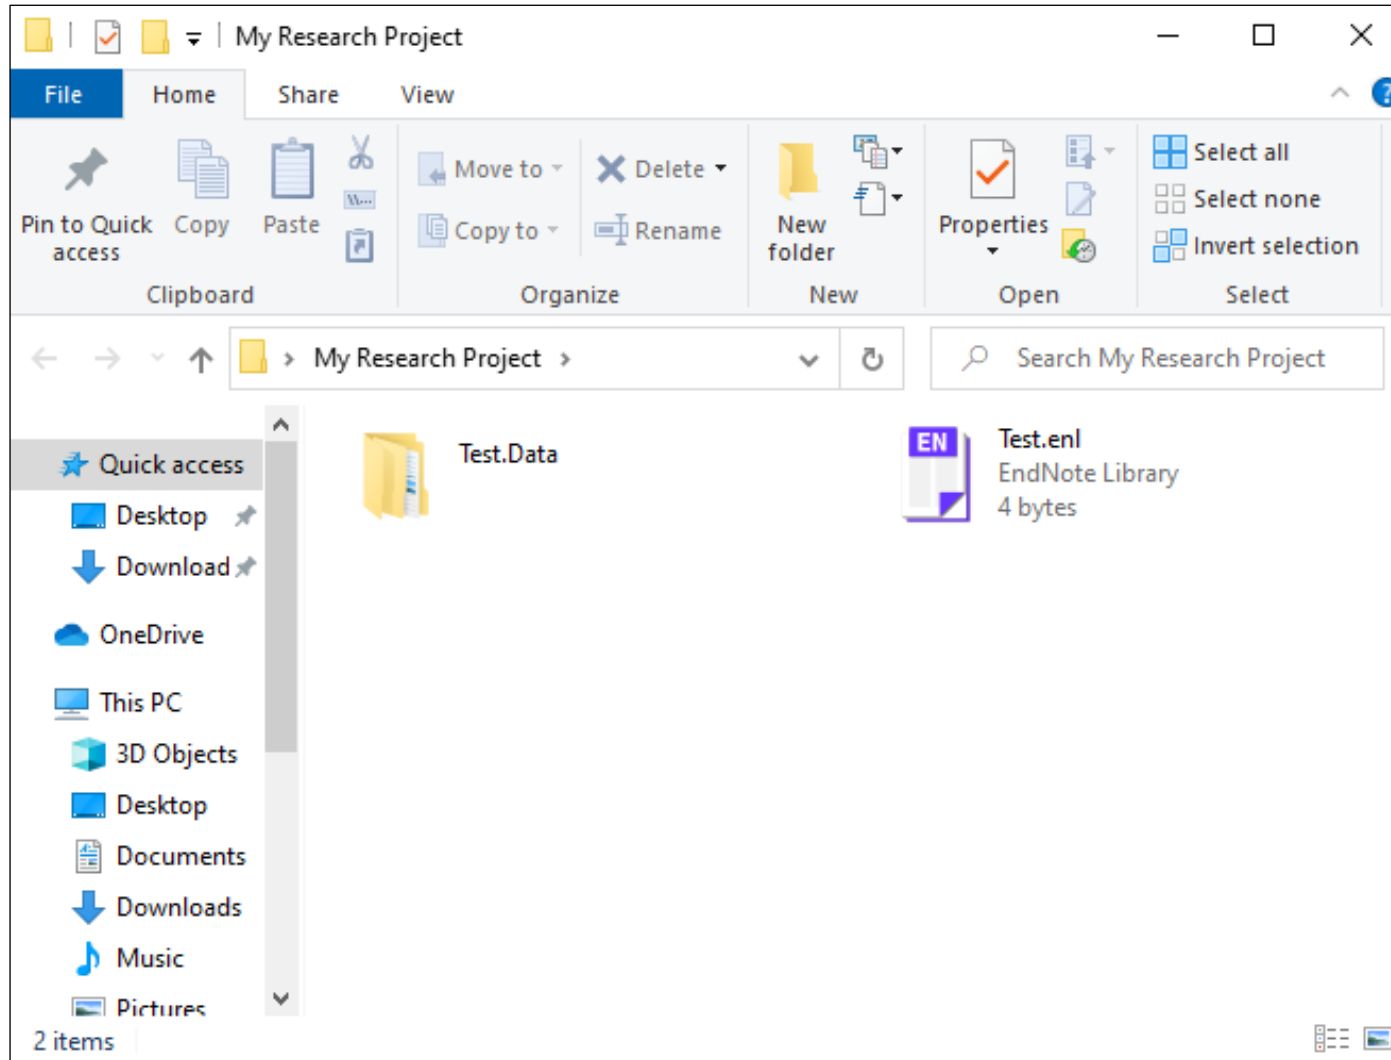 My Research Project
File Home Share View
?
Pin to Quick access
Copy
Paste
Clipboard
Move to
Copy to
Delete
Rename
Organize
New folder
New
Properties
Open
Select all
Select none
Invert selection
Select
My Research Project
Search My Research Project
Quick access
Desktop
Download
OneDrive
This PC
3D Objects
Desktop
Documents
Downloads
Music
Pictures
Test.Data
EN
Test.enl
EndNote Library
4 bytes
2 items